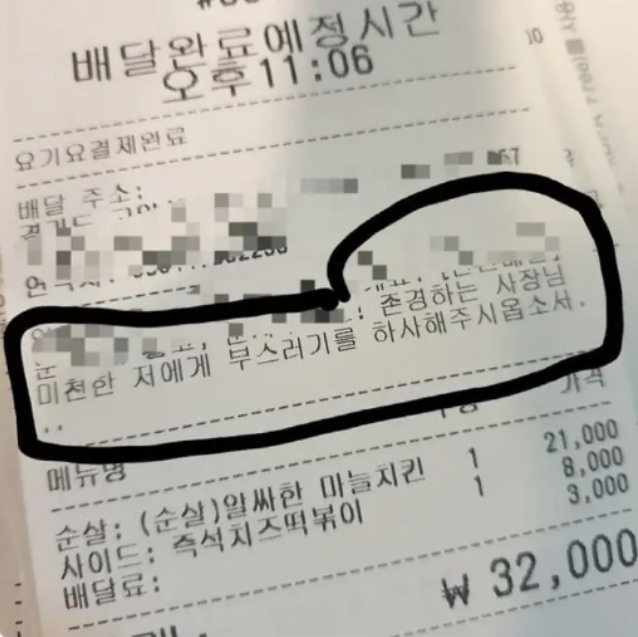 배달완료예정시간
오후11:06
요기요결제완료
배달 주소:
존경하는 사장님
미천한 저에게 부스러기를 하사해주시옵소서.
..
메뉴명 가격
순살: (순살)알싸한 마늘치킨 1 21,000
사이드: 즉석치즈떡볶이 1 8,000
배달료: 3,000
₩ 32,000